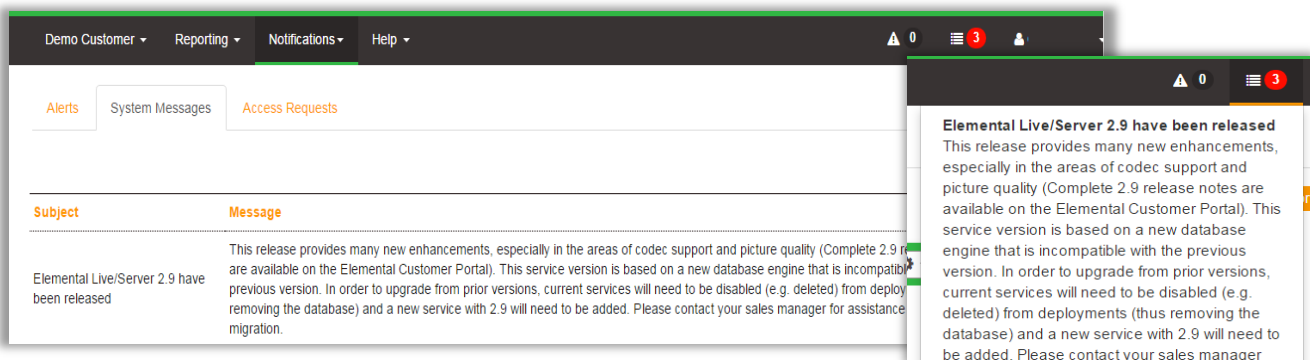 Demo Customer Reporting Notifications Help 0 3
Alerts System Messages Access Requests
Subject Message
Elemental Live/Server 2.9 have
been released
This release provides many new enhancements, especially in the areas of codec support and picture quality (Complete 2.9
are available on the Elemental Customer Portal). This service version is based on a new database engine that is
previous version. In order to upgrade from prior versions, current services will need to be disabled (e.g. deleted) from
removing the database) and a new service with 2.9 will need to be added. Please contact your sales manager for assistance
migration.
0 3
Elemental Live/Server 2.9 have been released
This release provides many new enhancements,
especially in the areas of codec support and
picture quality (Complete 2.9 release notes are
available on the Elemental Customer Portal). This
service version is based on a new database
engine that is incompatible with the previous
version. In order to upgrade from prior versions,
current services will need to be disabled (e.g.
deleted) from deployments (thus removing the
database) and a new service with 2.9 will need to
be added. Please contact your sales manager